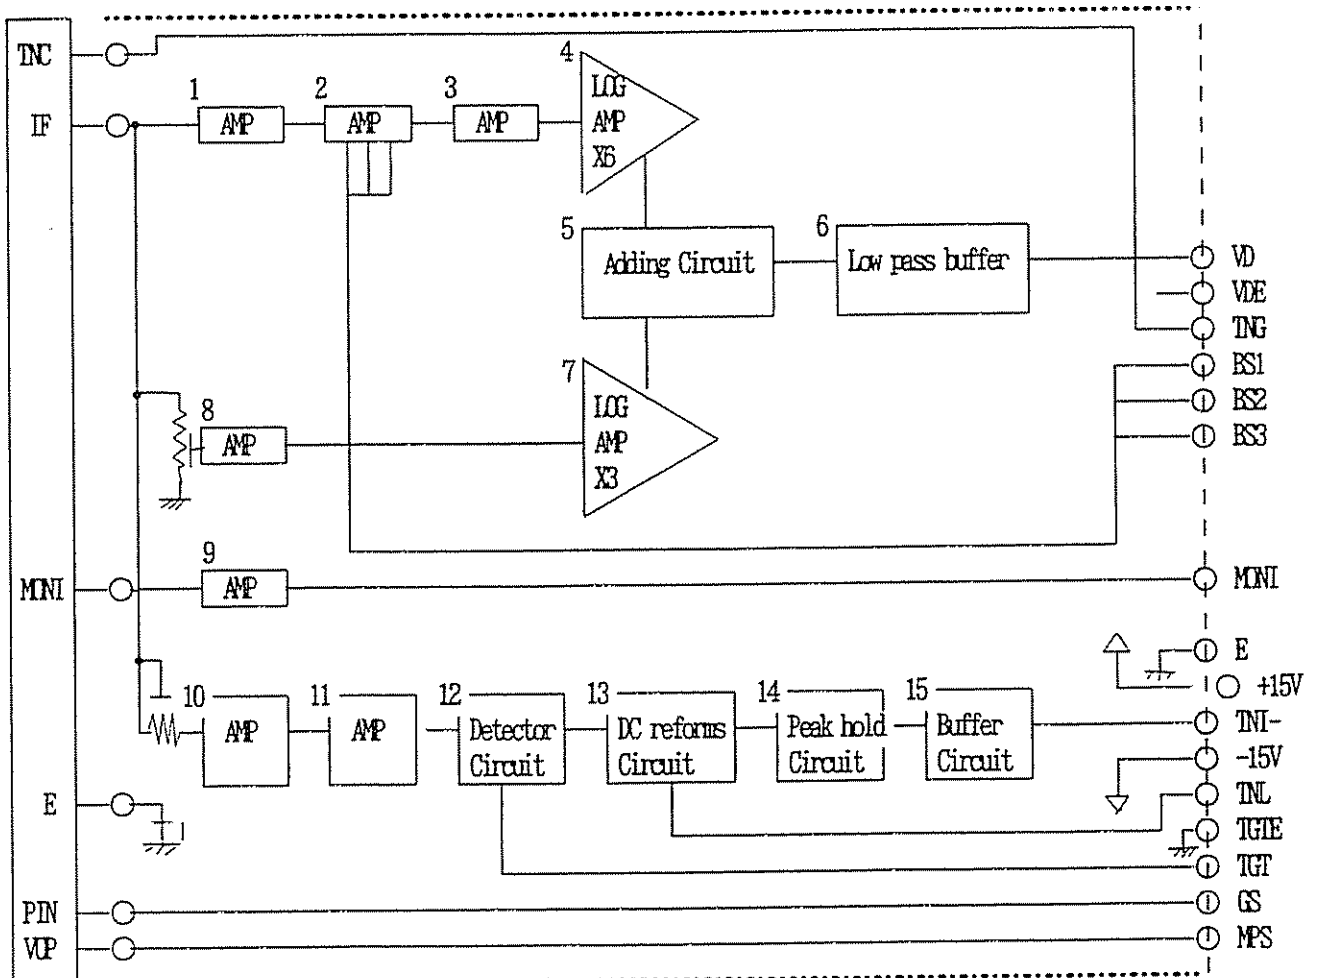 TNC
IF
1
AMP
2
AMP
3
AMP
4
LOG
AMP
X6
5
Adding Circuit
6
Low pass buffer
7
LOG
AMP
X3
8
AMP
VD
VDE
TNG
BS1
BS2
BS3
MONI
9
AMP
MONI
E
+15V
10
AMP
11
AMP
12
Detector
Circuit
13
DC reforms
Circuit
14
Peak hold
Circuit
15
Buffer
Circuit
TNI-
-15V
TNL
TGTE
TGT
E
PIN
VOP
GS
MPS